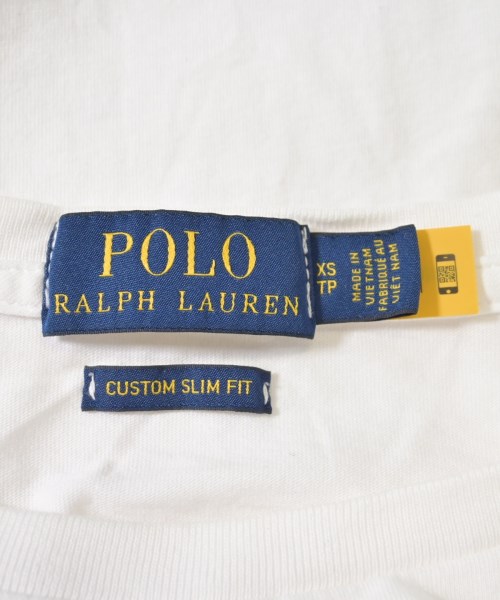 POLO
RALPH LAUREN
XS
TP
MADE IN
VIETNAM
FABRIQUÉ AU
VIÊT NAM
CUSTOM SLIM FIT